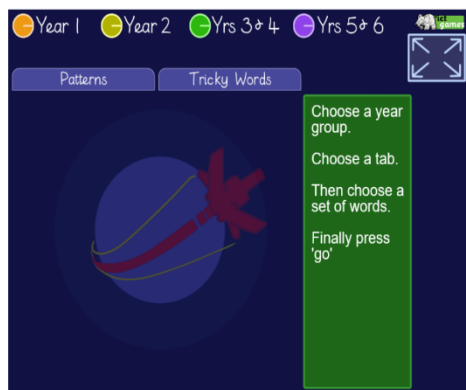 Year 1 Year 2 Yrs 3 & 4 Yrs 5 & 6
ict
games
Patterns Tricky Words
Choose a year
group.
Choose a tab.
Then choose a
set of words.
Finally press
'go'